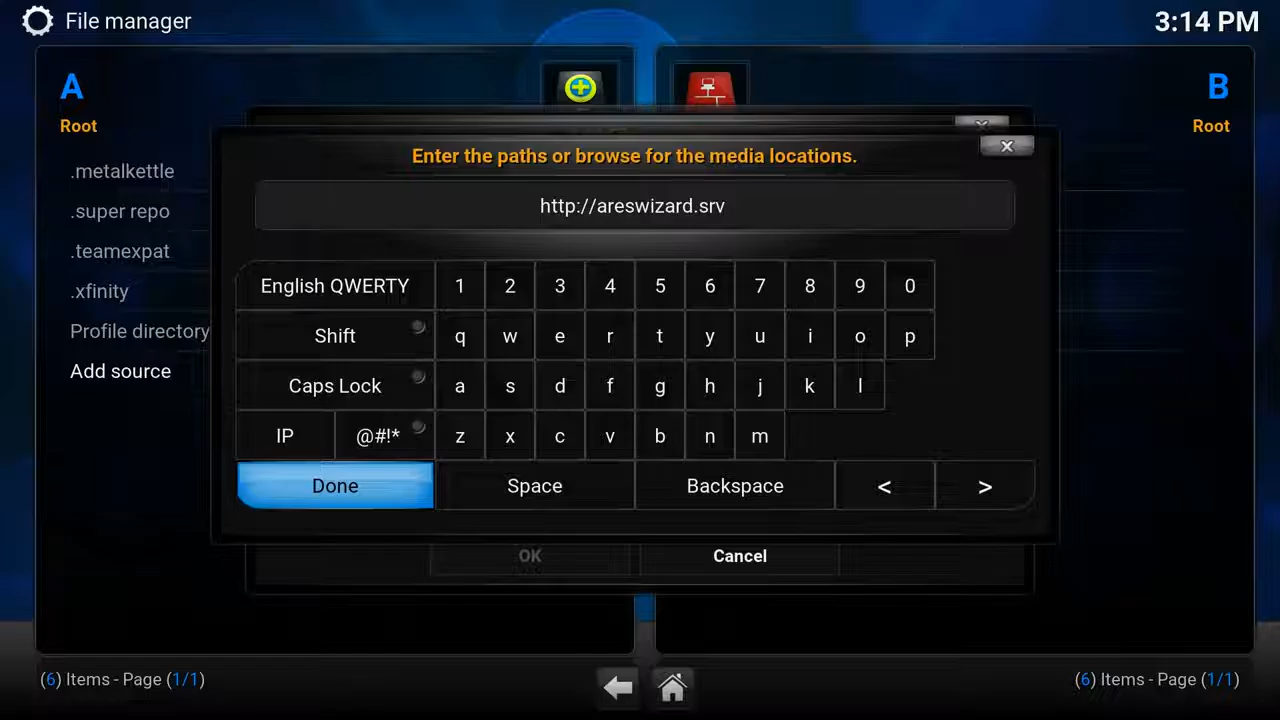 File manager
3:14 PM
A
B
Root
Root
.metalkettle
.super repo
.teamexpat
.xfinity
Profile directory
Add source
Enter the paths or browse for the media locations.
http://areswizard.srv
English QWERTY 1 2 3 4 5 6 7 8 9 0
Shift q w e r t y u i o p
Caps Lock a s d f g h j k l
IP @#!* z x c v b n m
Done Space Backspace < >
OK Cancel
(6) Items - Page (1/1)
(6) Items - Page (1/1)